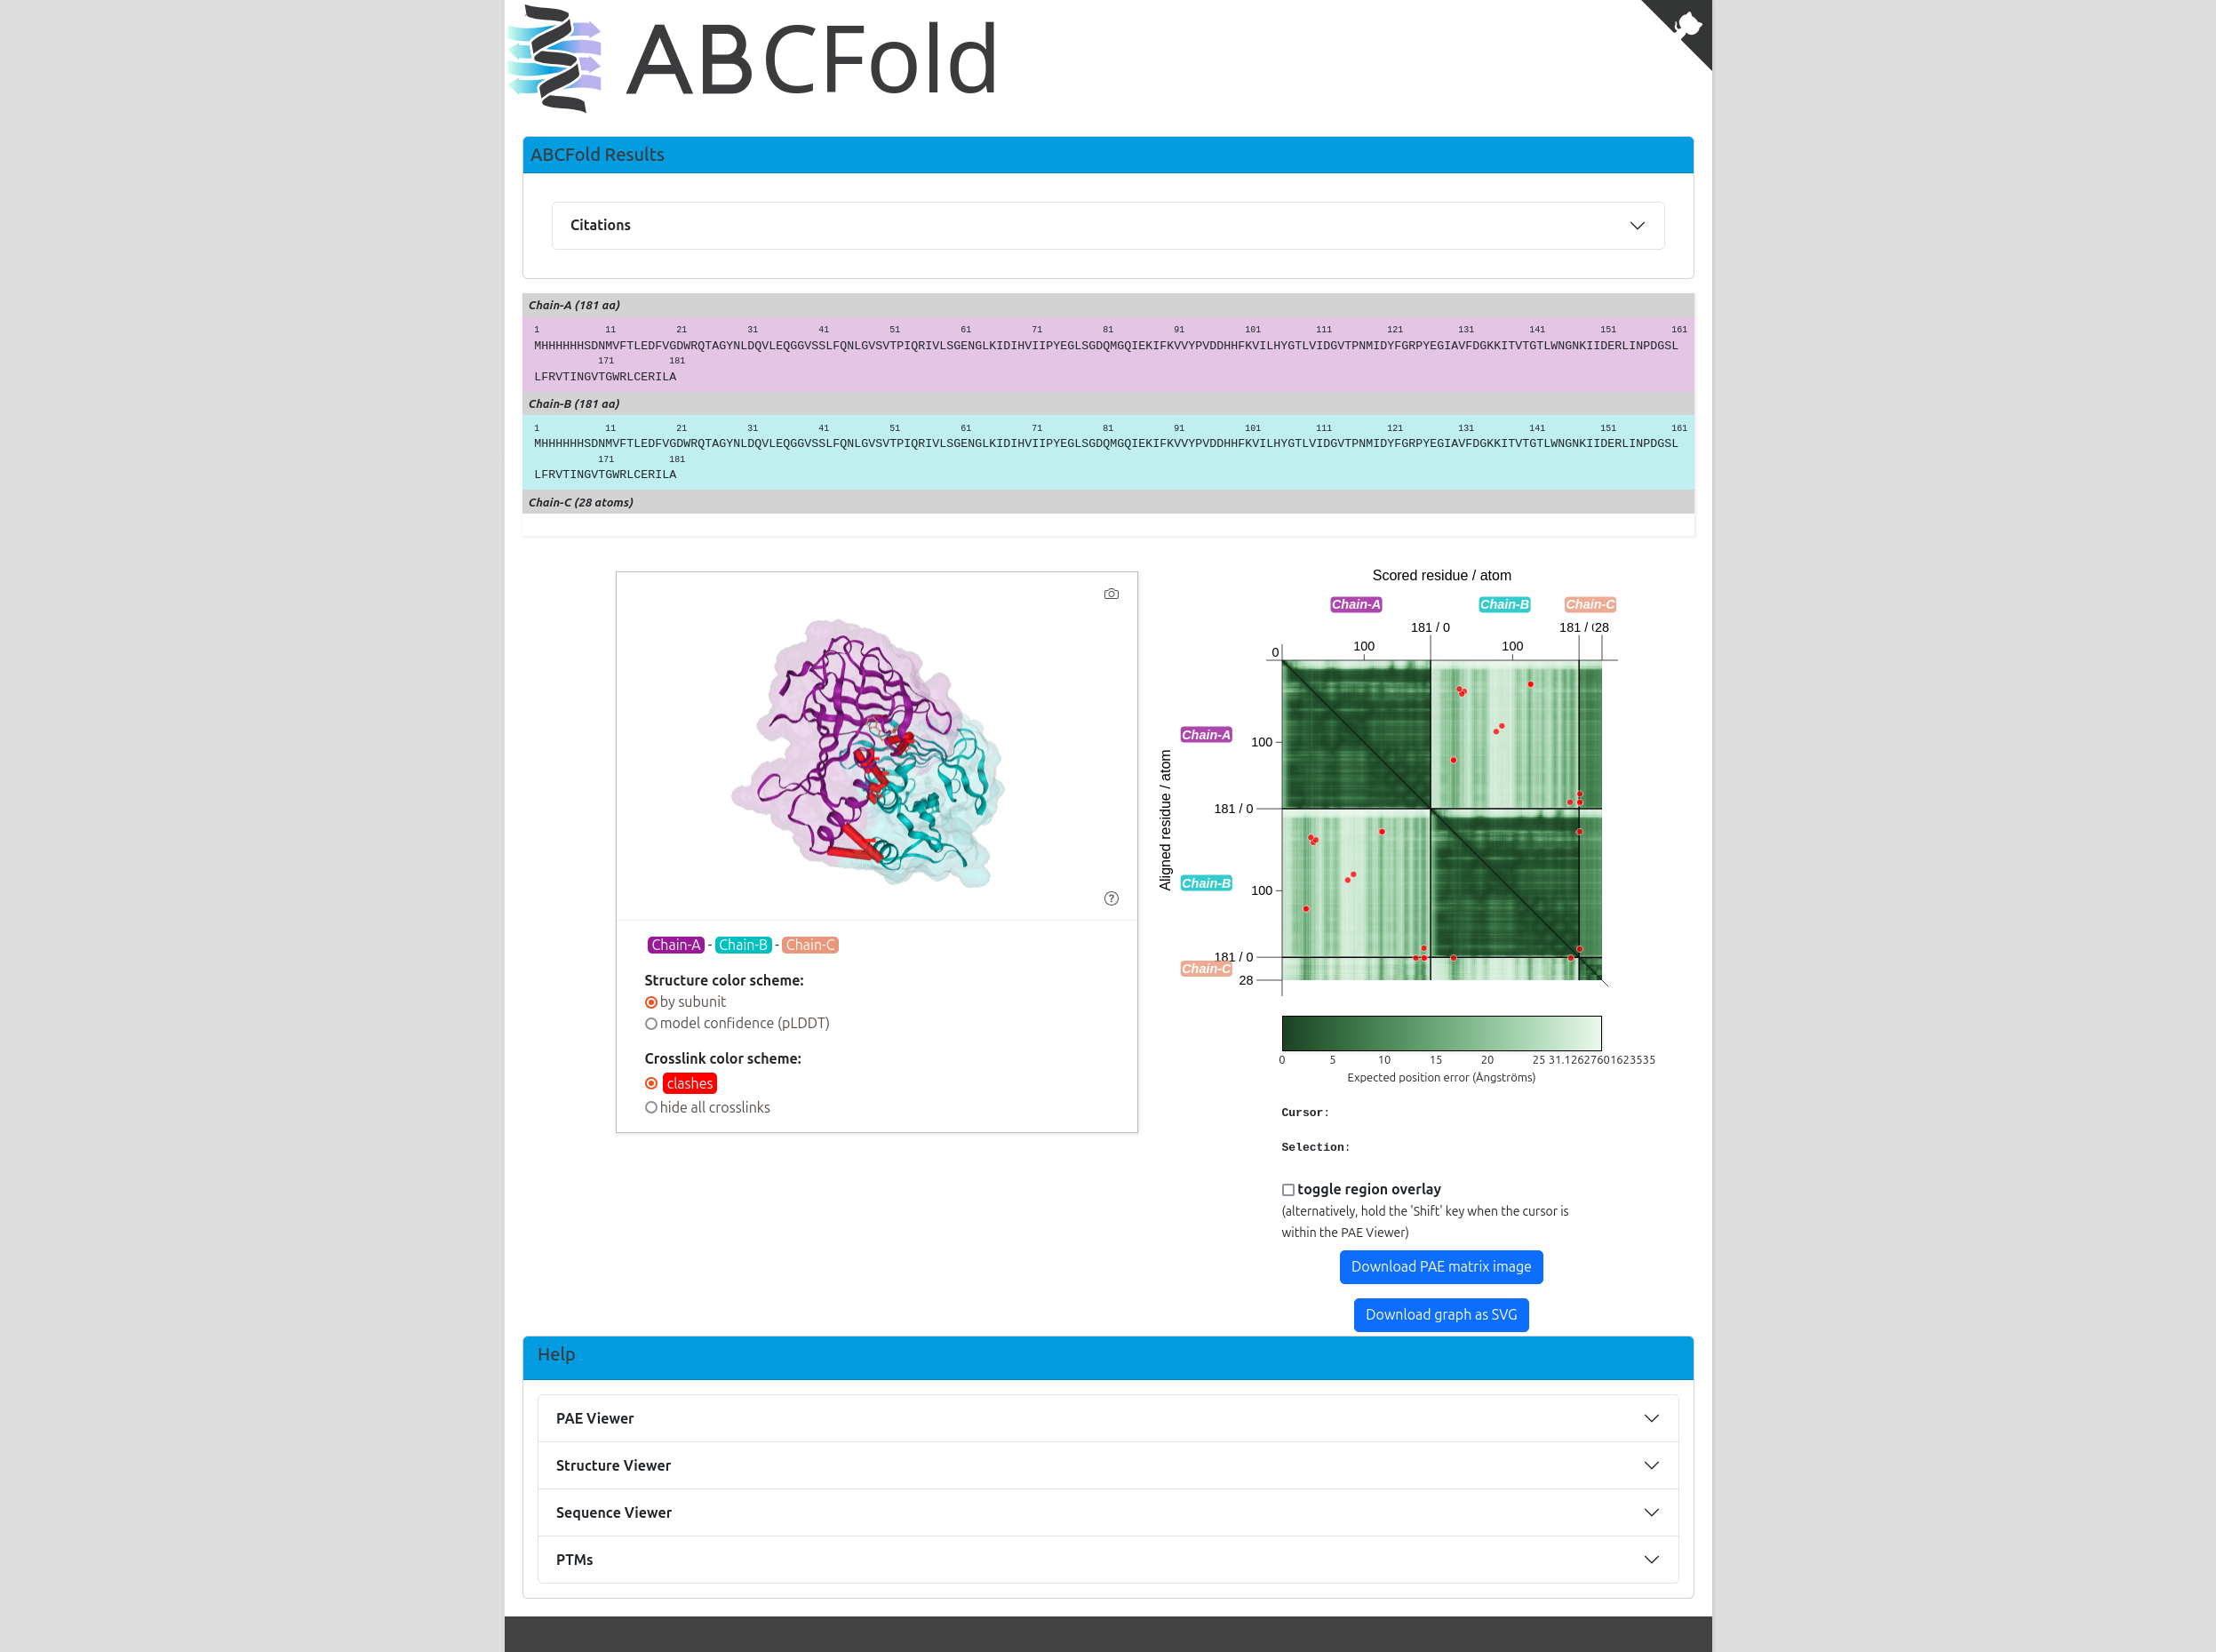 ABCFold
ABCFold Results
Citations
Chain-A (181 aa)
1 11 21 31 41 51 61 71 81 91 101 111 121 131 141 151 161
MHHHHHHSDNMVFTLEDFVGDWRQTAGYNLDQVLEQGGVSSLFQNLGVSVTPIQRIVLSGENGLKIDIHVIIPYEGLSGDQMGQIEKIFKVVYPVDDHHFKVILHYGTLVIDGVTPNMIDYFGRPYEGIAVFDGKKITVTGTLWNGNKIIDERLINPDGSL
171 181
LFRVTINGVTGWRLCERILA
Chain-B (181 aa)
1 11 21 31 41 51 61 71 81 91 101 111 121 131 141 151 161
MHHHHHHSDNMVFTLEDFVGDWRQTAGYNLDQVLEQGGVSSLFQNLGVSVTPIQRIVLSGENGLKIDIHVIIPYEGLSGDQMGQIEKIFKVVYPVDDHHFKVILHYGTLVIDGVTPNMIDYFGRPYEGIAVFDGKKITVTGTLWNGNKIIDERLINPDGSL
171 181
LFRVTINGVTGWRLCERILA
Chain-C (28 atoms)
Chain-A - Chain-B - Chain-C
Structure color scheme:
by subunit
model confidence (pLDDT)
Crosslink color scheme:
clashes
hide all crosslinks
Scored residue / atom
Chain-A Chain-B Chain-C
181 / 0 181 / 28
0 100 100
Aligned residue / atom
Chain-A
100
181 / 0
Chain-B
100
181 / 0
Chain-C
28
0 5 10 15 20 25 31.12627601623535
Expected position error (Ångströms)
Cursor:
Selection:
toggle region overlay
(alternatively, hold the 'Shift' key when the cursor is
within the PAE Viewer)
Download PAE matrix image
Download graph as SVG
Help
PAE Viewer
Structure Viewer
Sequence Viewer
PTMs